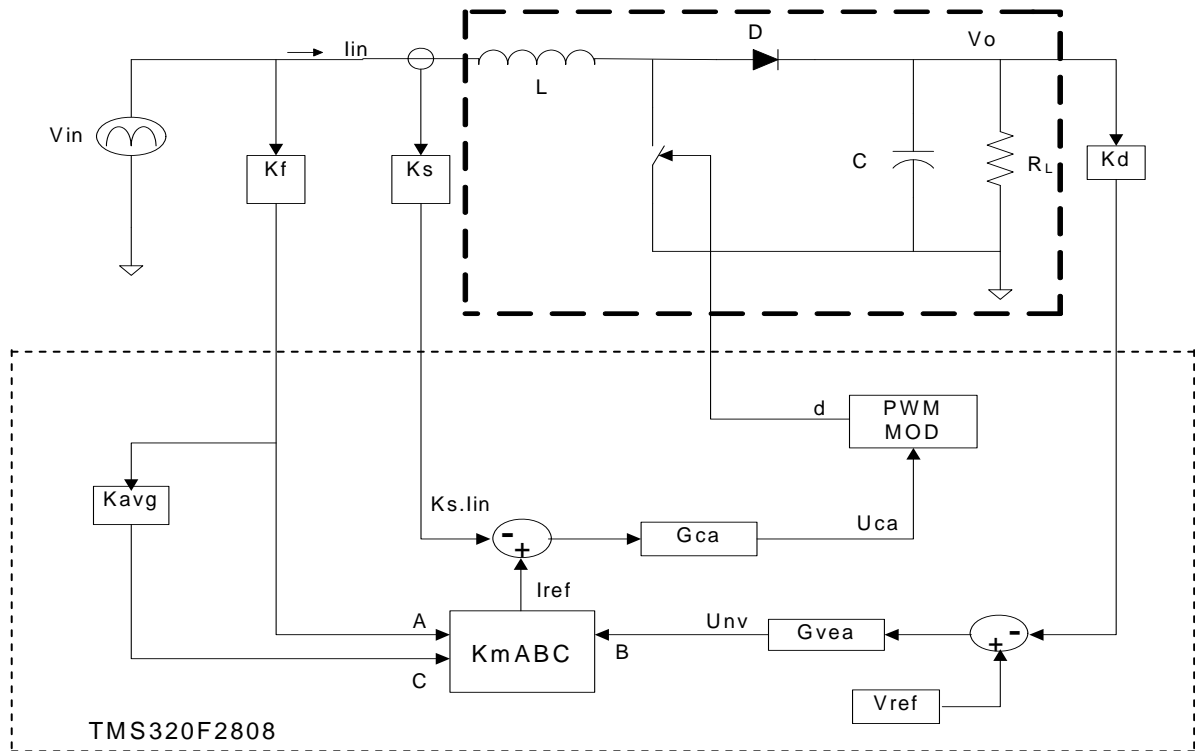 D
Vo
Iin
L
Vin
Kf
Ks
C
RL
Kd
d
PWM
MOD
Kavg
Ks.Iin
-
+
Gca
Uca
Iref
A
KmABC
B
C
Unv
Gvea
-
+
Vref
TMS320F2808